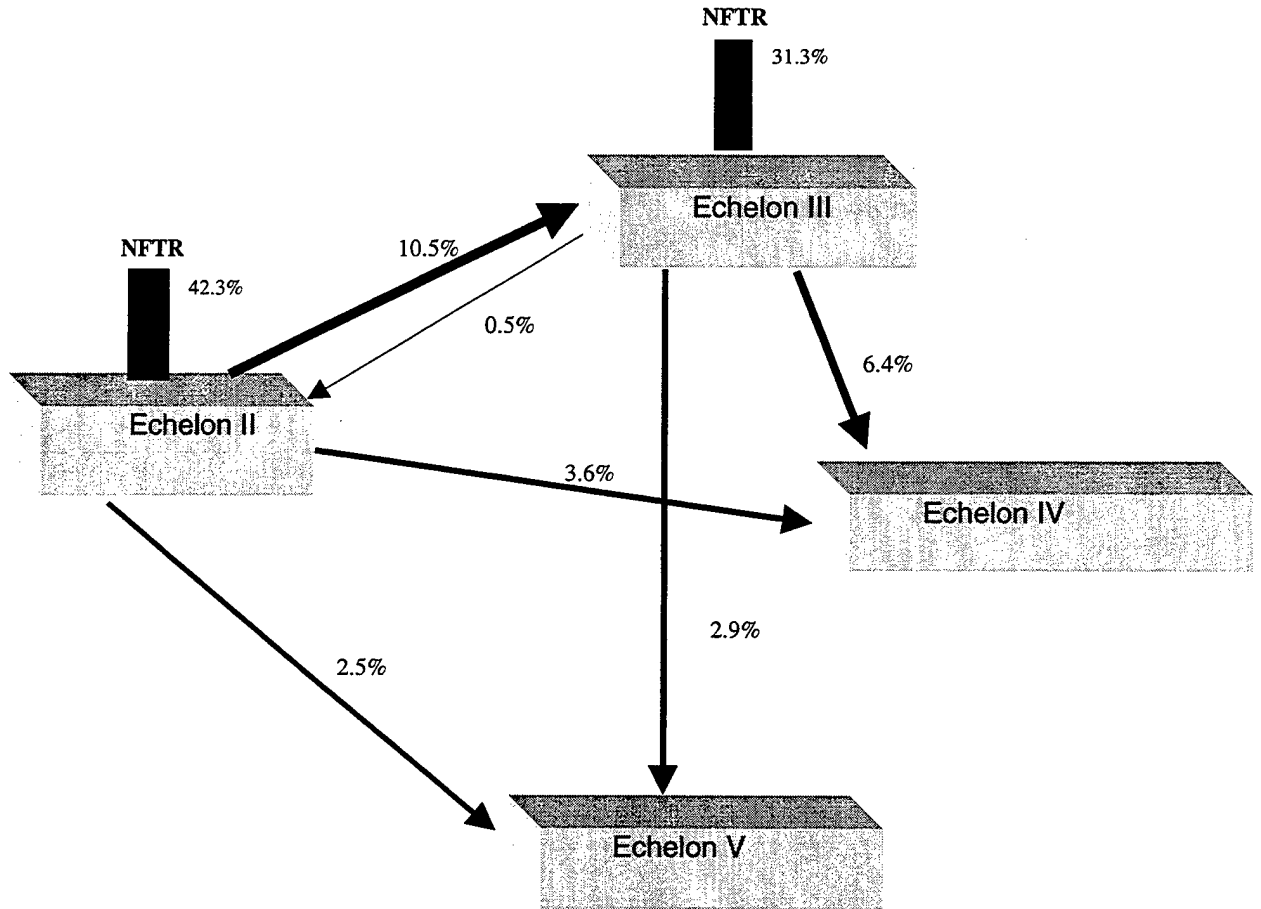 NFTR
31.3%
Echelon III
NFTR
42.3%
10.5%
0.5%
6.4%
Echelon II
3.6%
Echelon IV
2.9%
2.5%
Echelon V